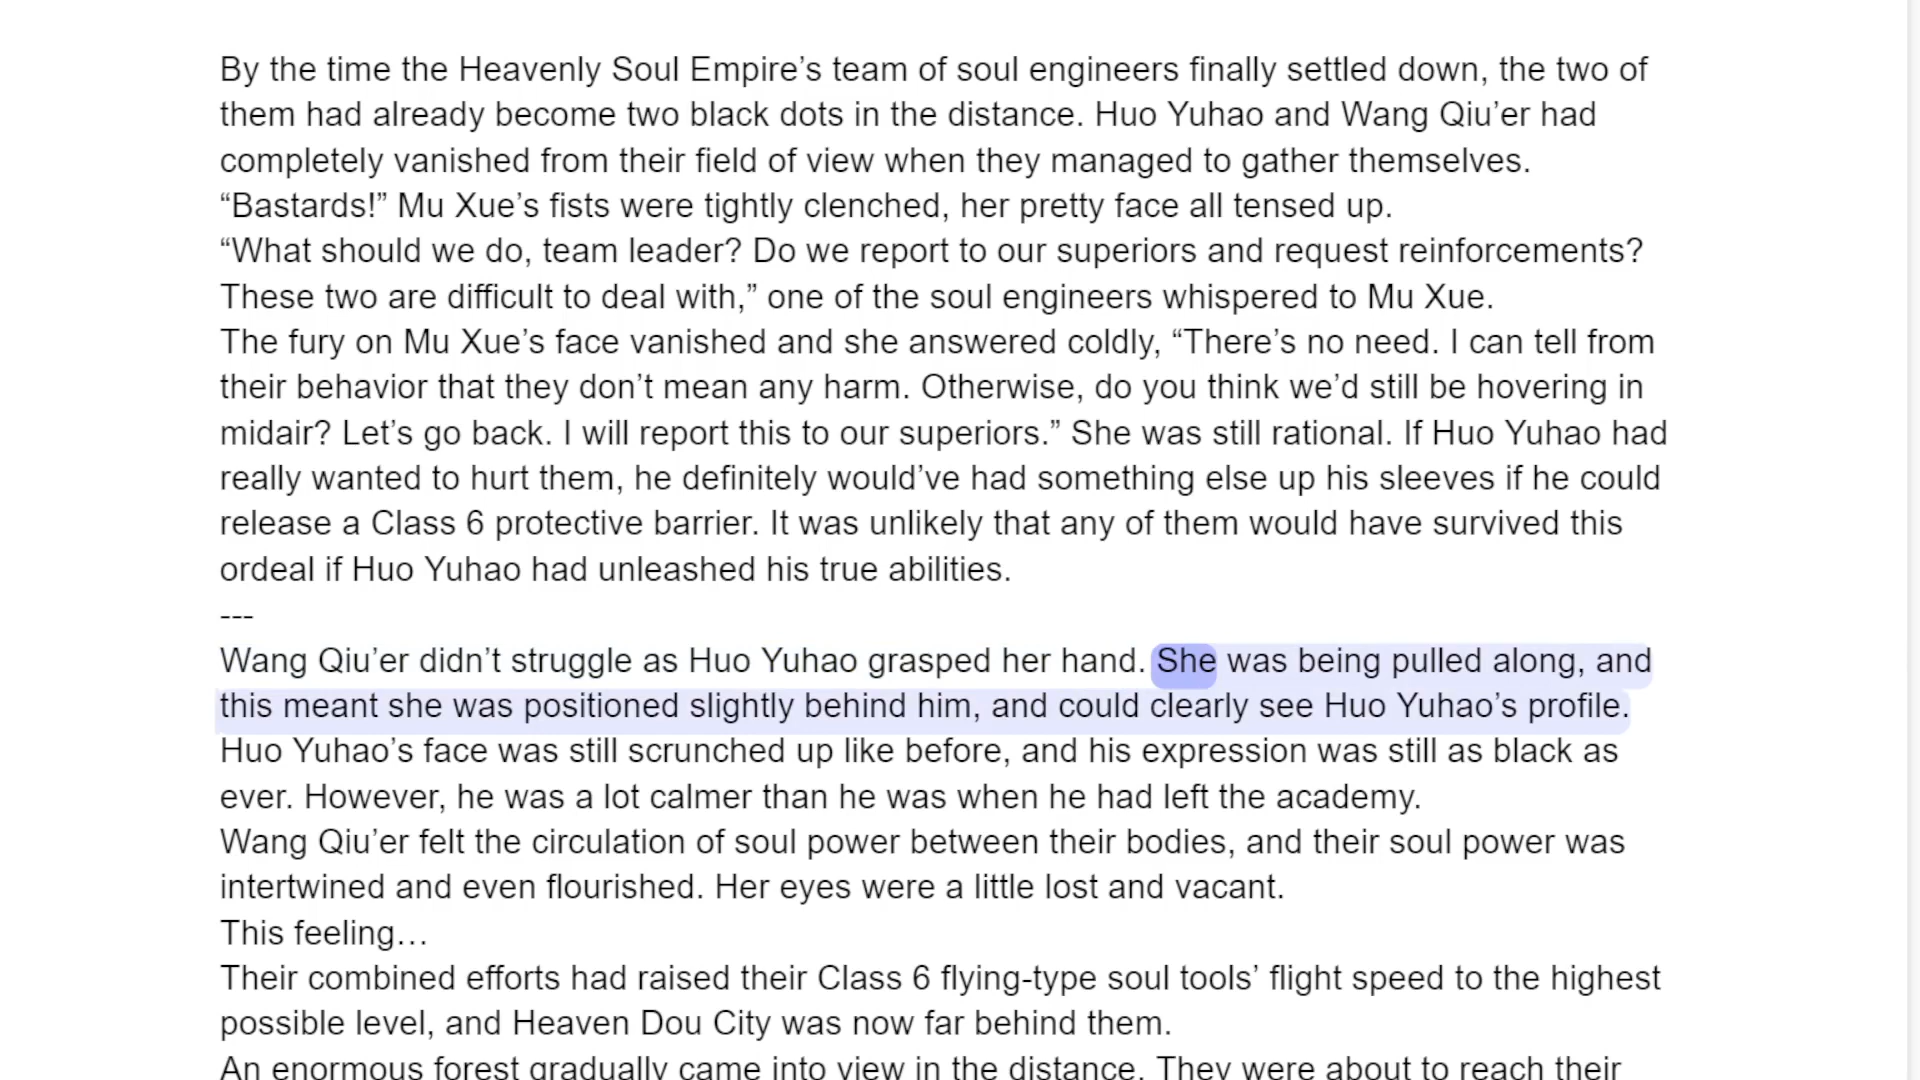 By the time the Heavenly Soul Empire’s team of soul engineers finally settled down, the two of
them had already become two black dots in the distance. Huo Yuhao and Wang Qiu’er had
completely vanished from their field of view when they managed to gather themselves.
“Bastards!” Mu Xue’s fists were tightly clenched, her pretty face all tensed up.
“What should we do, team leader? Do we report to our superiors and request reinforcements?
These two are difficult to deal with,” one of the soul engineers whispered to Mu Xue.
The fury on Mu Xue’s face vanished and she answered coldly, “There’s no need. I can tell from
their behavior that they don’t mean any harm. Otherwise, do you think we’d still be hovering in
midair? Let’s go back. I will report this to our superiors.” She was still rational. If Huo Yuhao had
really wanted to hurt them, he definitely would’ve had something else up his sleeves if he could
release a Class 6 protective barrier. It was unlikely that any of them would have survived this
ordeal if Huo Yuhao had unleashed his true abilities.
---
Wang Qiu’er didn’t struggle as Huo Yuhao grasped her hand. She was being pulled along, and
this meant she was positioned slightly behind him, and could clearly see Huo Yuhao’s profile.
Huo Yuhao’s face was still scrunched up like before, and his expression was still as black as
ever. However, he was a lot calmer than he was when he had left the academy.
Wang Qiu’er felt the circulation of soul power between their bodies, and their soul power was
intertwined and even flourished. Her eyes were a little lost and vacant.
This feeling…
Their combined efforts had raised their Class 6 flying-type soul tools’ flight speed to the highest
possible level, and Heaven Dou City was now far behind them.
An enormous forest gradually came into view in the distance. They were about to reach their